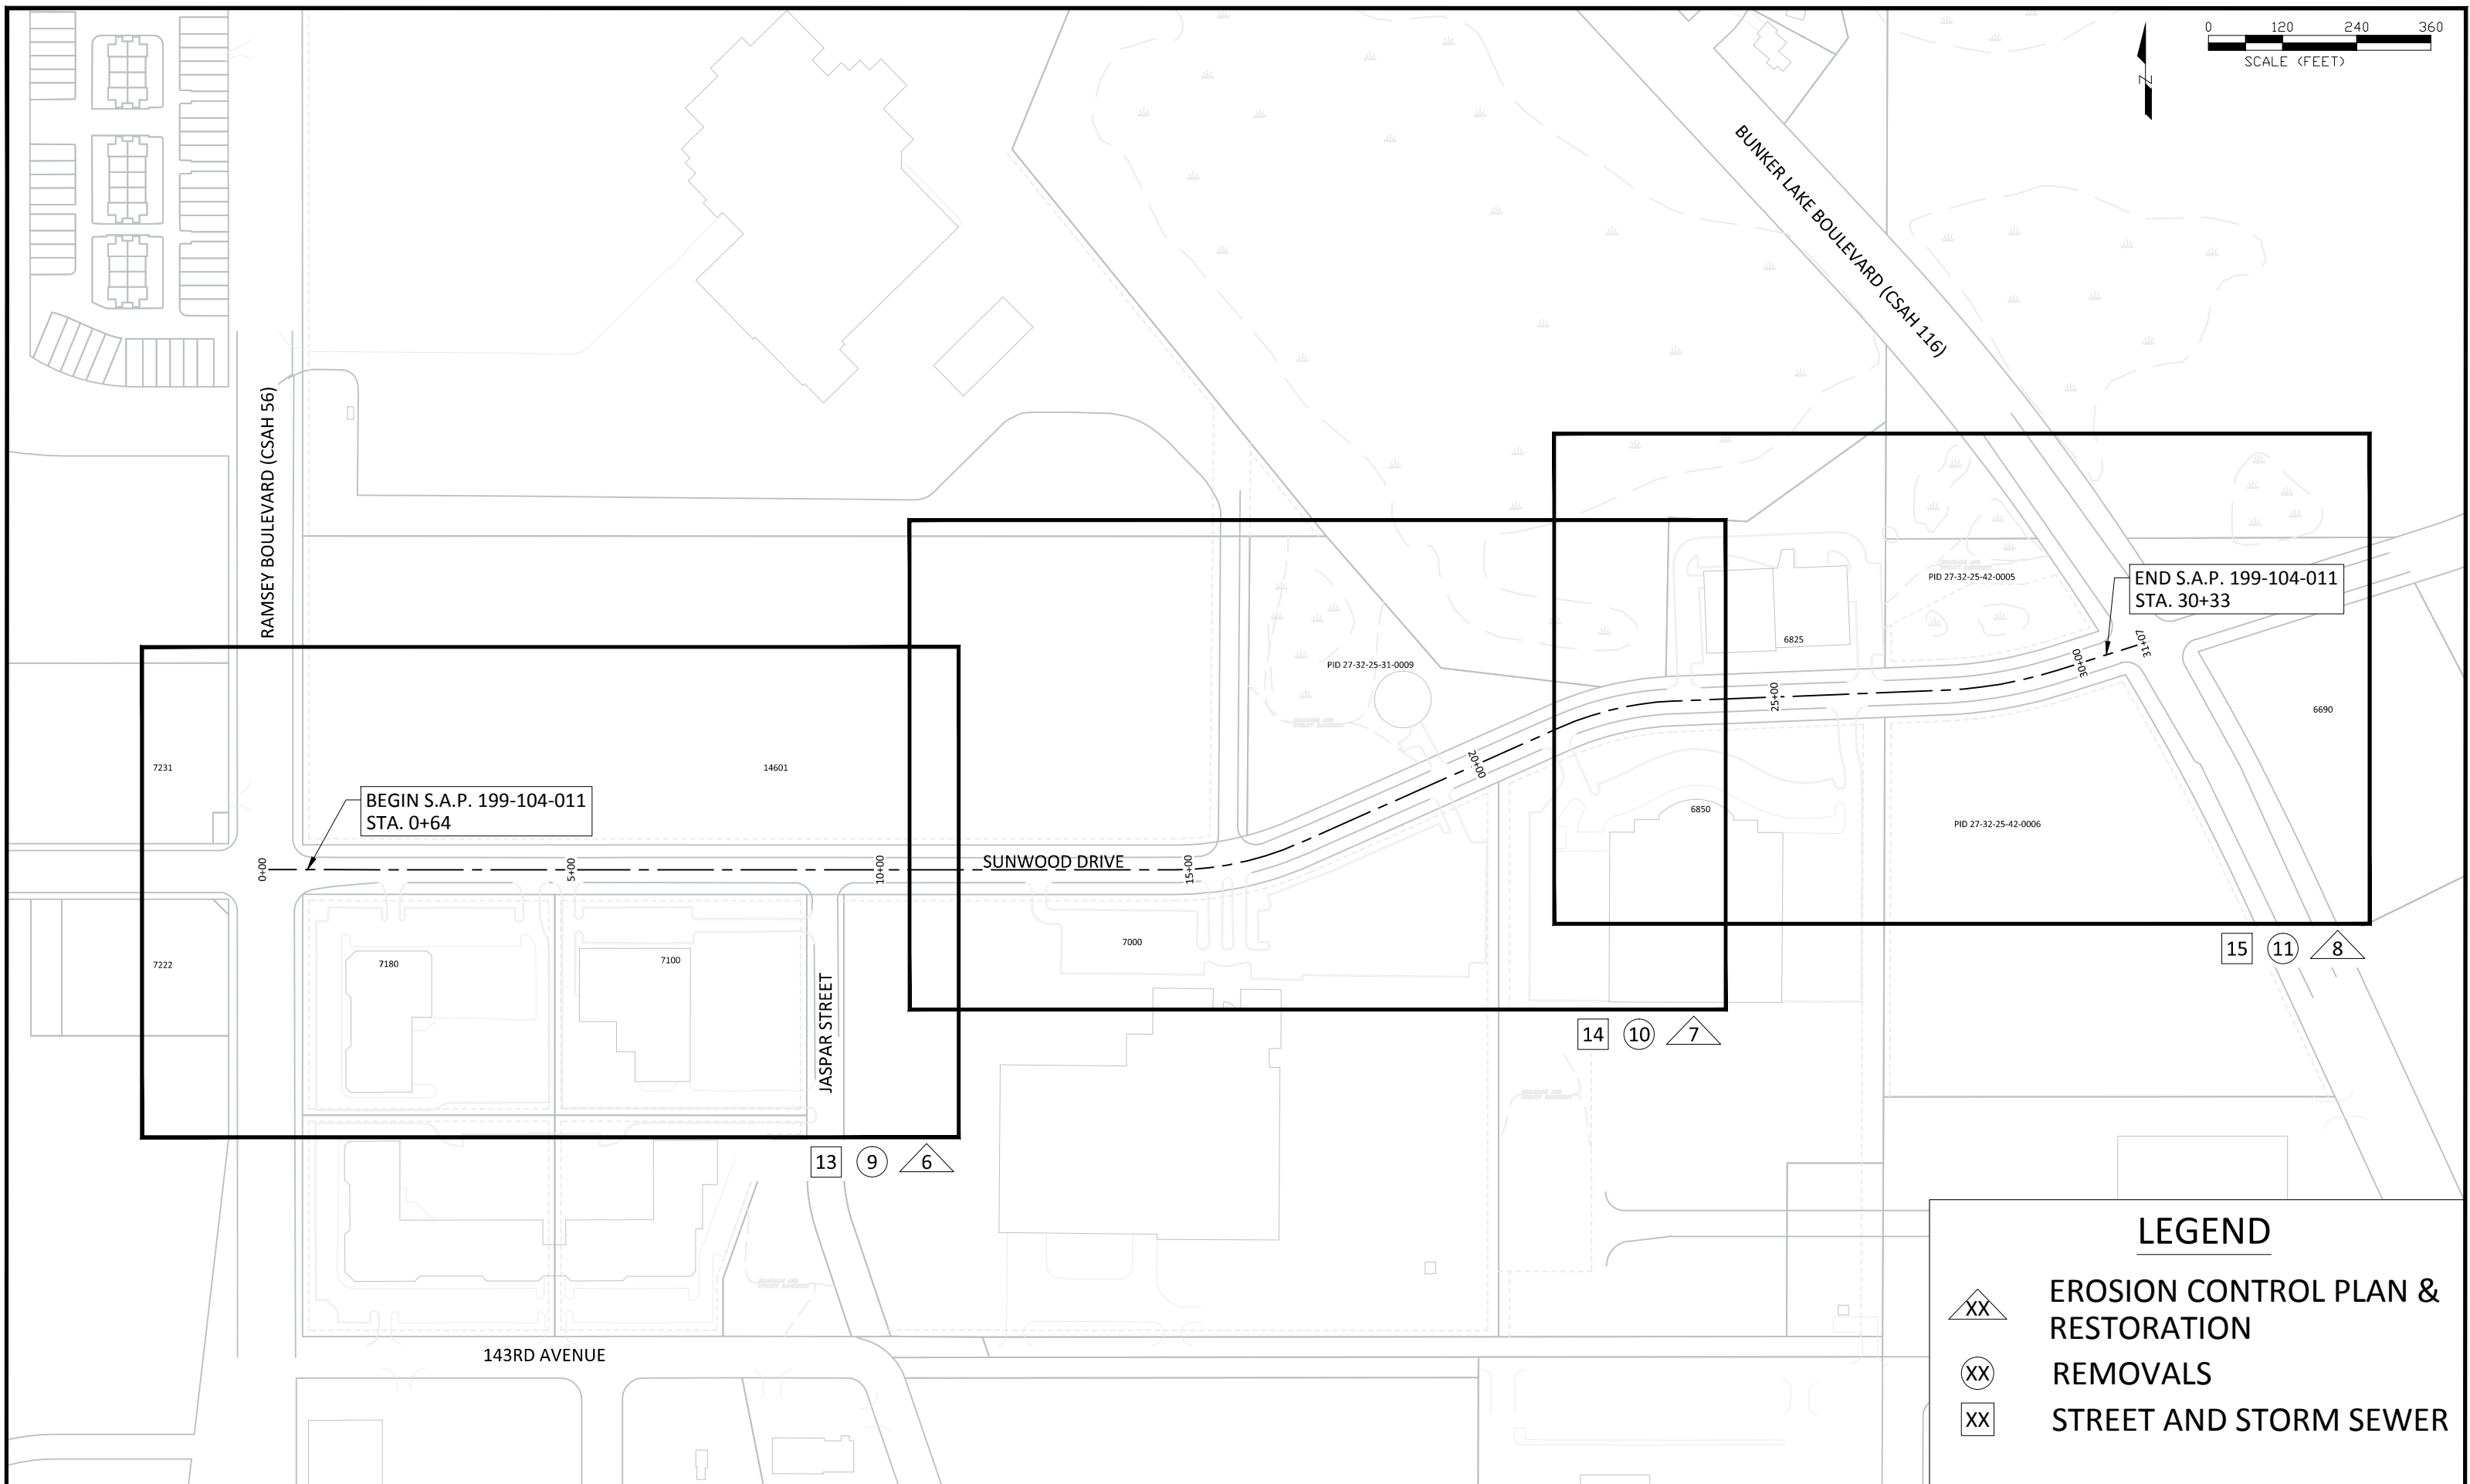 0 120 240 360
SCALE (FEET)
N
BUNKER LAKE BOULEVARD (CSAH 116)
RAMSEY BOULEVARD (CSAH 56)
PID 27-32-25-42-0005
END S.A.P. 199-104-011
STA. 30+33
6825
31+07
30+00
PID 27-32-25-31-0009
25+00
6690
7231
14601
20+00
BEGIN S.A.P. 199-104-011
STA. 0+64
6850
PID 27-32-25-42-0006
0+00
5+00
10+00
SUNWOOD DRIVE
15+00
7222
7180
7100
7000
JASPAR STREET
15 11 8
14 10 7
13 9 6
143RD AVENUE
LEGEND
XX EROSION CONTROL PLAN &
RESTORATION
XX REMOVALS
XX STREET AND STORM SEWER